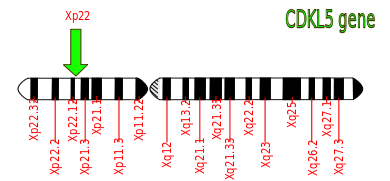 Xp22
CDKL5 gene
Xp22.32
Xp22.2
Xp22.12
Xp21.3
Xp21.1
Xp11.3
Xp11.22
Xq12
Xq13.2
Xq21.1
Xq21.31
Xq21.33
Xq22.2
Xq23
Xq25
Xq26.2
Xq27.1
Xq27.3